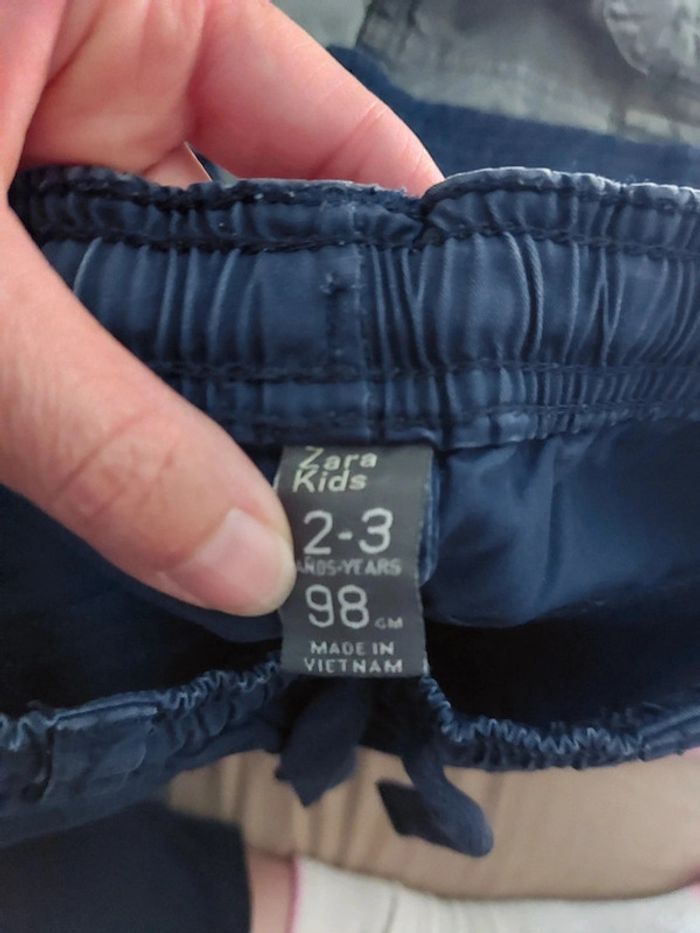 Zara
Kids
2-3
AÑOS-YEARS
98 CM
MADE IN
VIETNAM